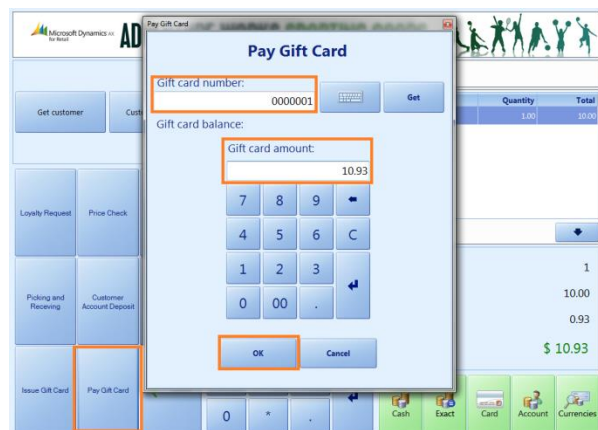 Pay Gift Card
Microsoft Dynamics AX
for Retail
AD
Pay Gift Card
Gift card number:
0000001
Get
Gift card balance:
Gift card amount:
10.93
7 8 9
4 5 6 C
1 2 3
0 00 .
OK Cancel
Get customer
Cust
Quantity Total
1.00 10.00
Loyalty Request
Price Check
Picking and
Receving
Customer
Account Deposit
1
10.00
0.93
$ 10.93
Issue Gift Card
Pay Gift Card
0 * .
Cash Exact Card Account Currencies